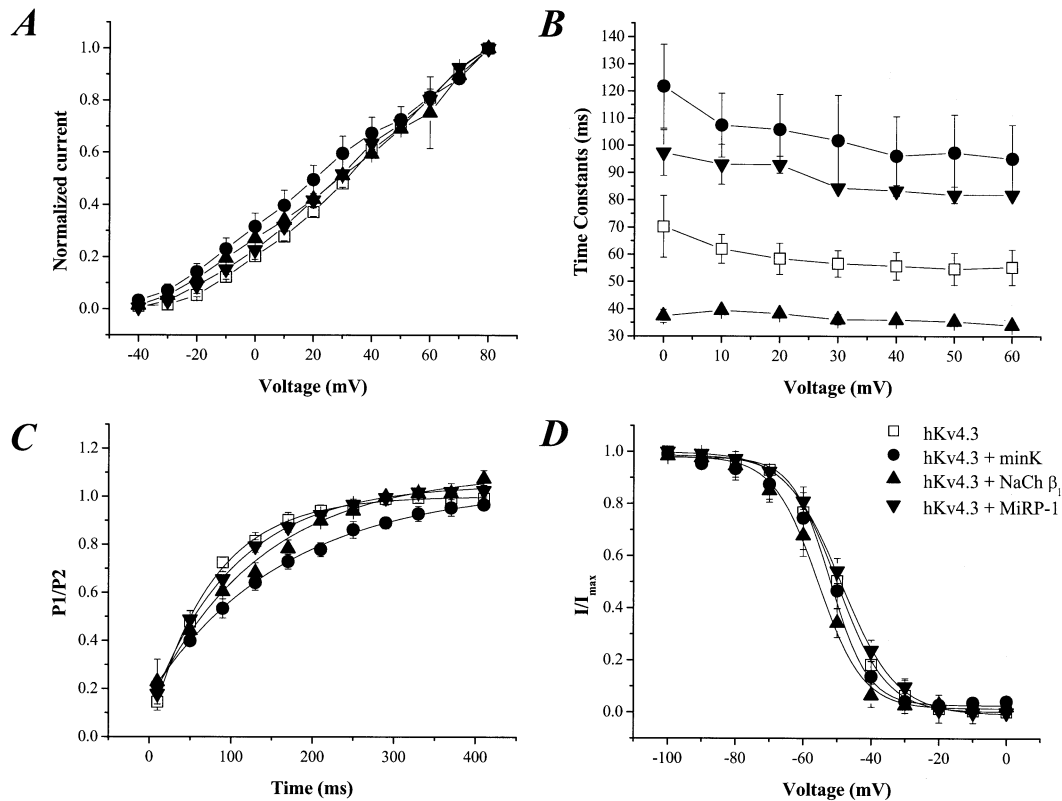 A
Normalized current
1.0
0.8
0.6
0.4
0.2
0.0
-40 -20 0 20 40 60 80
Voltage (mV)
B
Time Constants (ms)
140
130
120
110
100
90
80
70
60
50
40
30
0 10 20 30 40 50 60
Voltage (mV)
C
P1/P2
1.2
1.0
0.8
0.6
0.4
0.2
0.0
0 100 200 300 400
Time (ms)
D
hKv4.3
hKv4.3 + minK
hKv4.3 + NaCh β1
hKv4.3 + MiRP-1
I/Imax
1.0
0.8
0.6
0.4
0.2
0.0
-100 -80 -60 -40 -20 0
Voltage (mV)